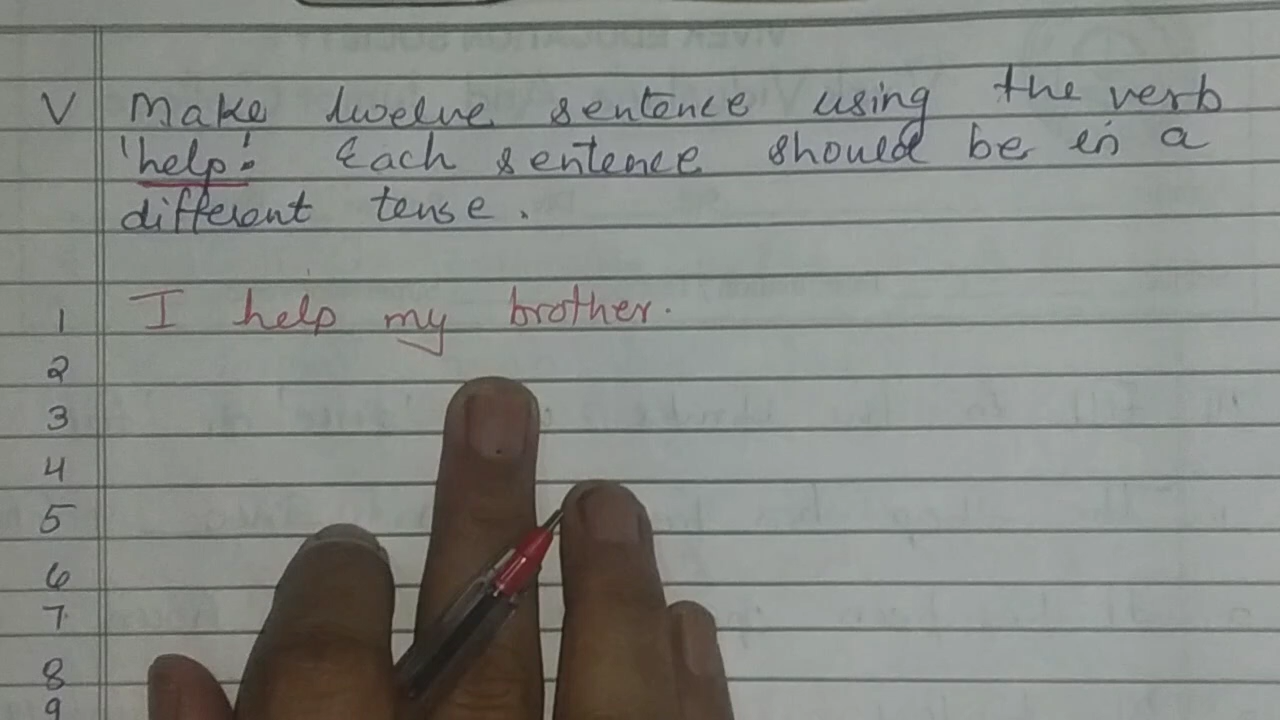 V Make twelve sentence using the verb
'help'. Each sentence should be in a
different tense.
1 I help my brother.
2
3
4
5
6
7
8
9